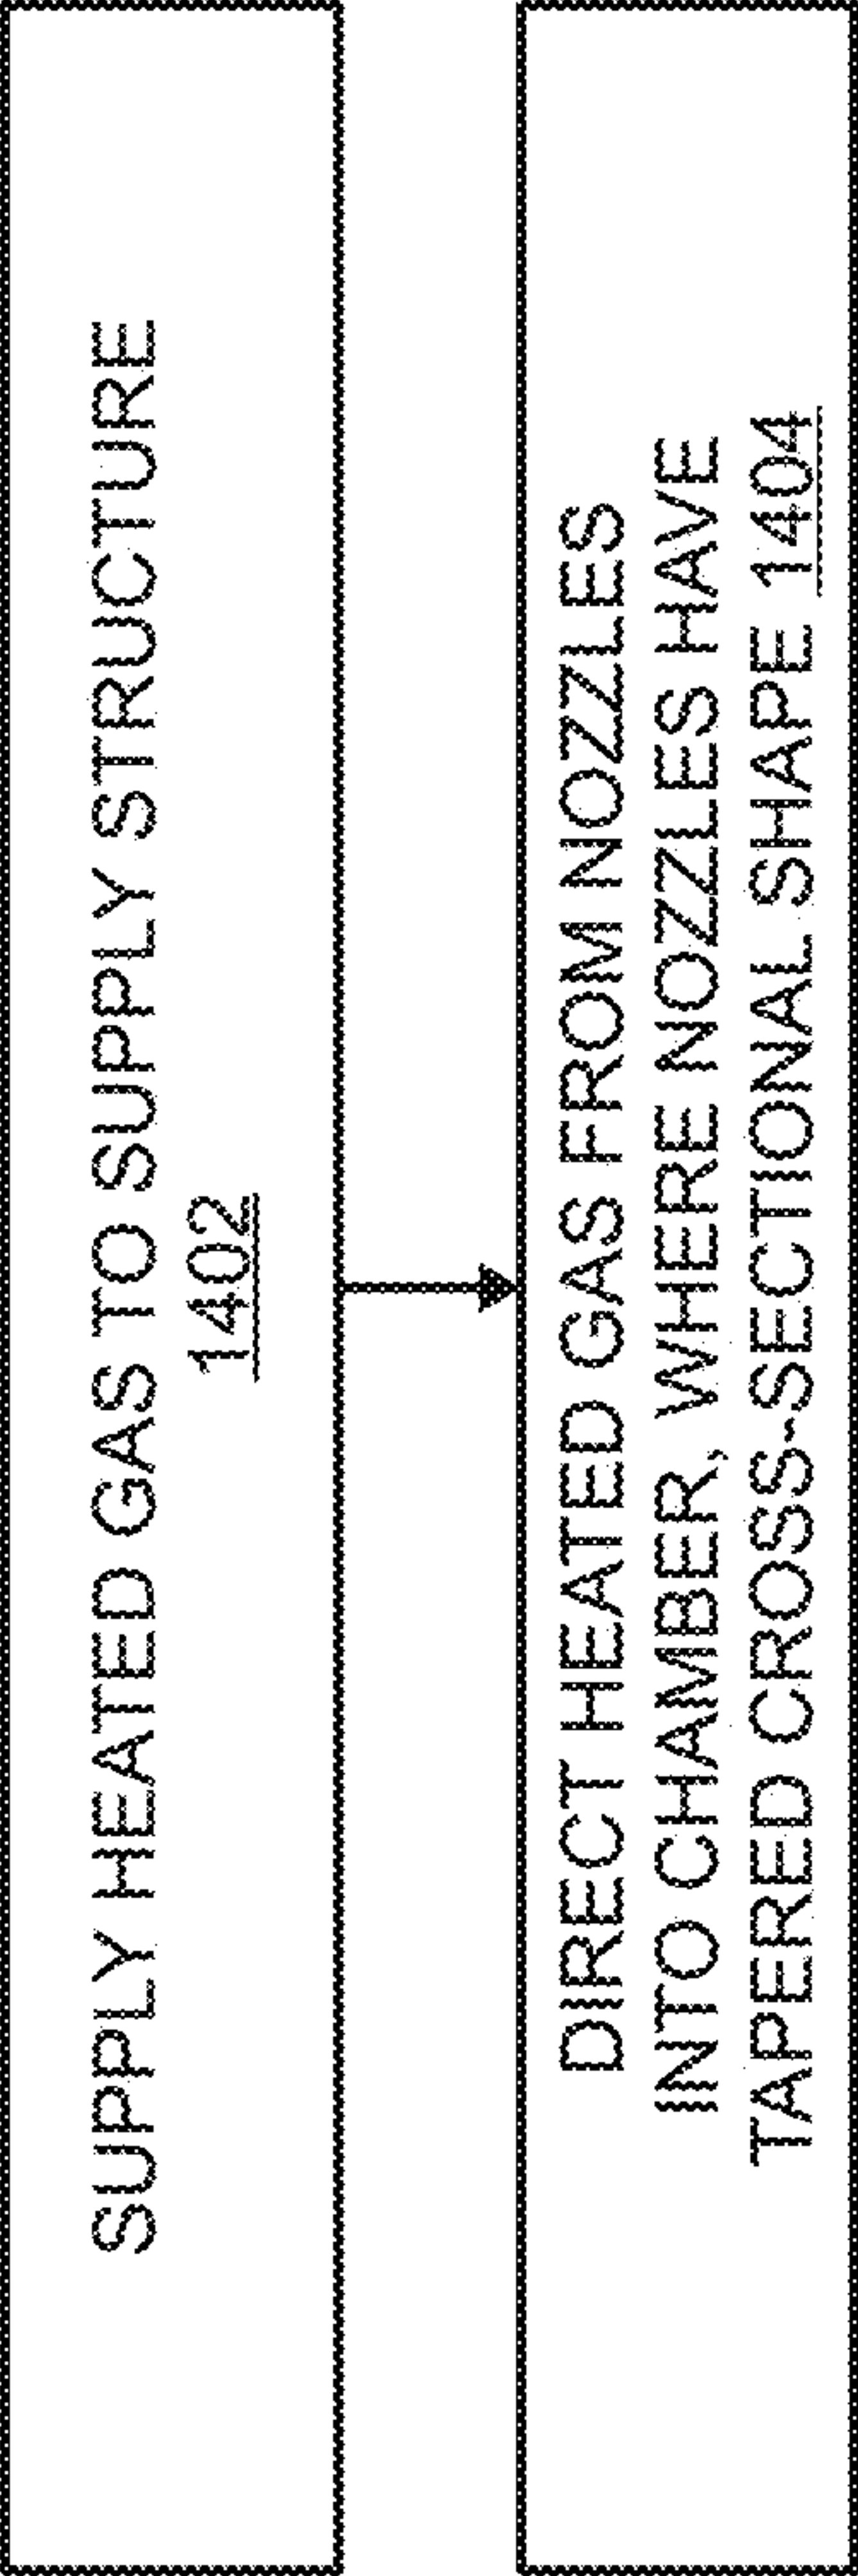 SUPPLY HEATED GAS TO SUPPLY STRUCTURE
1402
DIRECT HEATED GAS FROM NOZZLES
INTO CHAMBER, WHERE NOZZLES HAVE
TAPERED CROSS-SECTIONAL SHAPE 1404